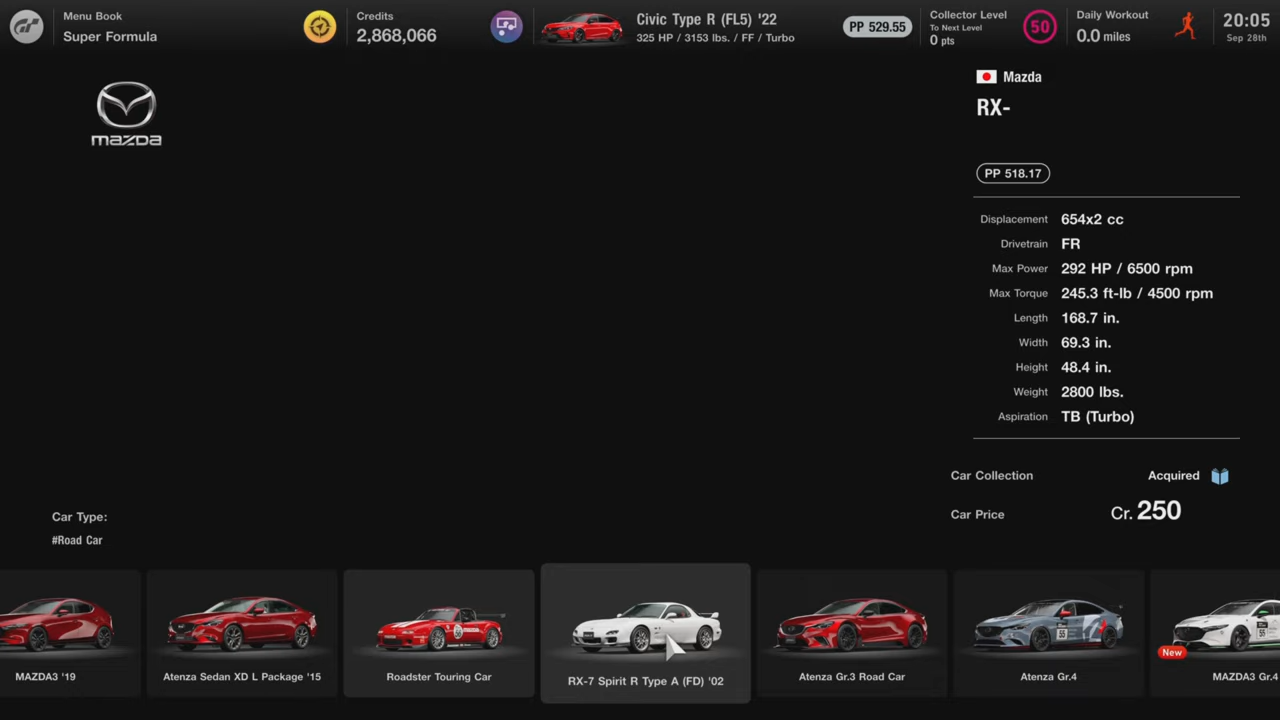 Menu Book
Super Formula
Credits
2,868,066
Civic Type R (FL5) '22
325 HP / 3153 lbs. / FF / Turbo
PP 529.55
Collector Level
To Next Level
0 pts
50
Daily Workout
0.0 miles
20:05
Sep 28th
mazda
Mazda
RX-
PP 518.17
Displacement 654x2 cc
Drivetrain FR
Max Power 292 HP / 6500 rpm
Max Torque 245.3 ft-lb / 4500 rpm
Length 168.7 in.
Width 69.3 in.
Height 48.4 in.
Weight 2800 lbs.
Aspiration TB (Turbo)
Car Collection Acquired
Car Price Cr. 250
Car Type:
#Road Car
MAZDA3 '19
Atenza Sedan XD L Package '15
Roadster Touring Car
RX-7 Spirit R Type A (FD) '02
Atenza Gr.3 Road Car
55
Atenza Gr.4
55
New
MAZDA3 Gr.4